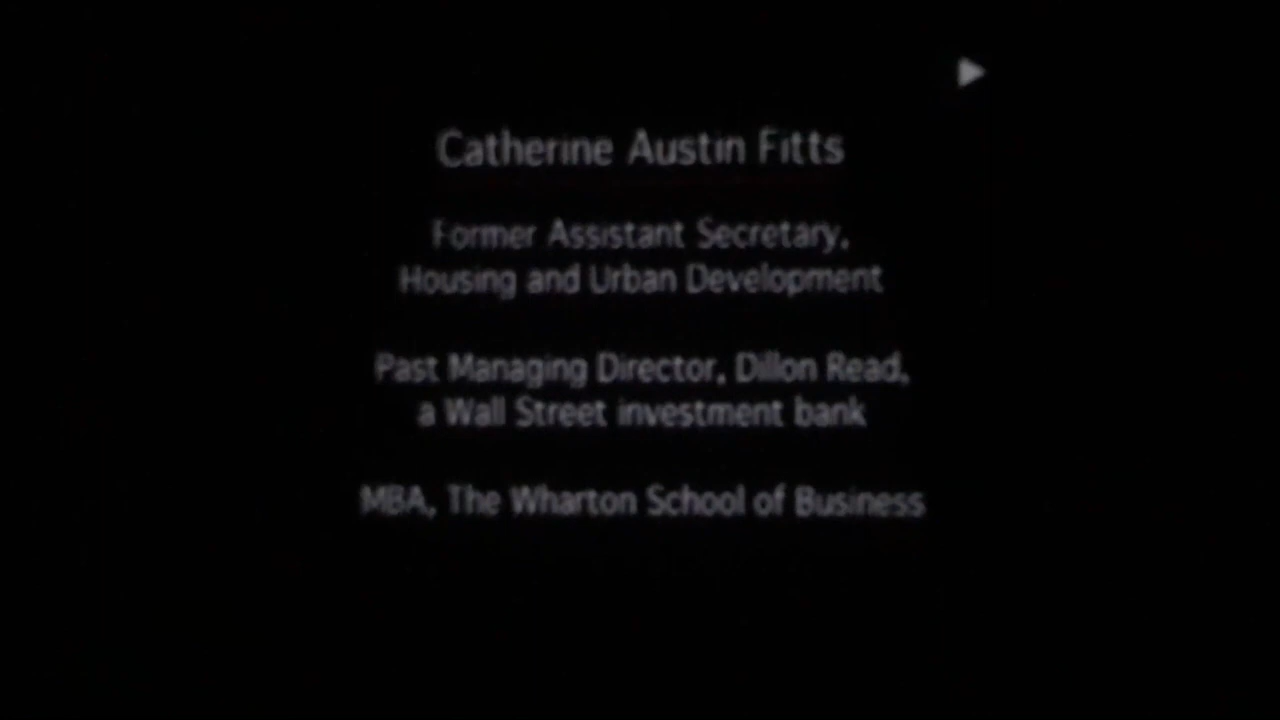 Catherine Austin Fitts
Former Assistant Secretary,
Housing and Urban Development
Past Managing Director, Dillon Read,
a Wall Street investment bank
MBA, The Wharton School of Business